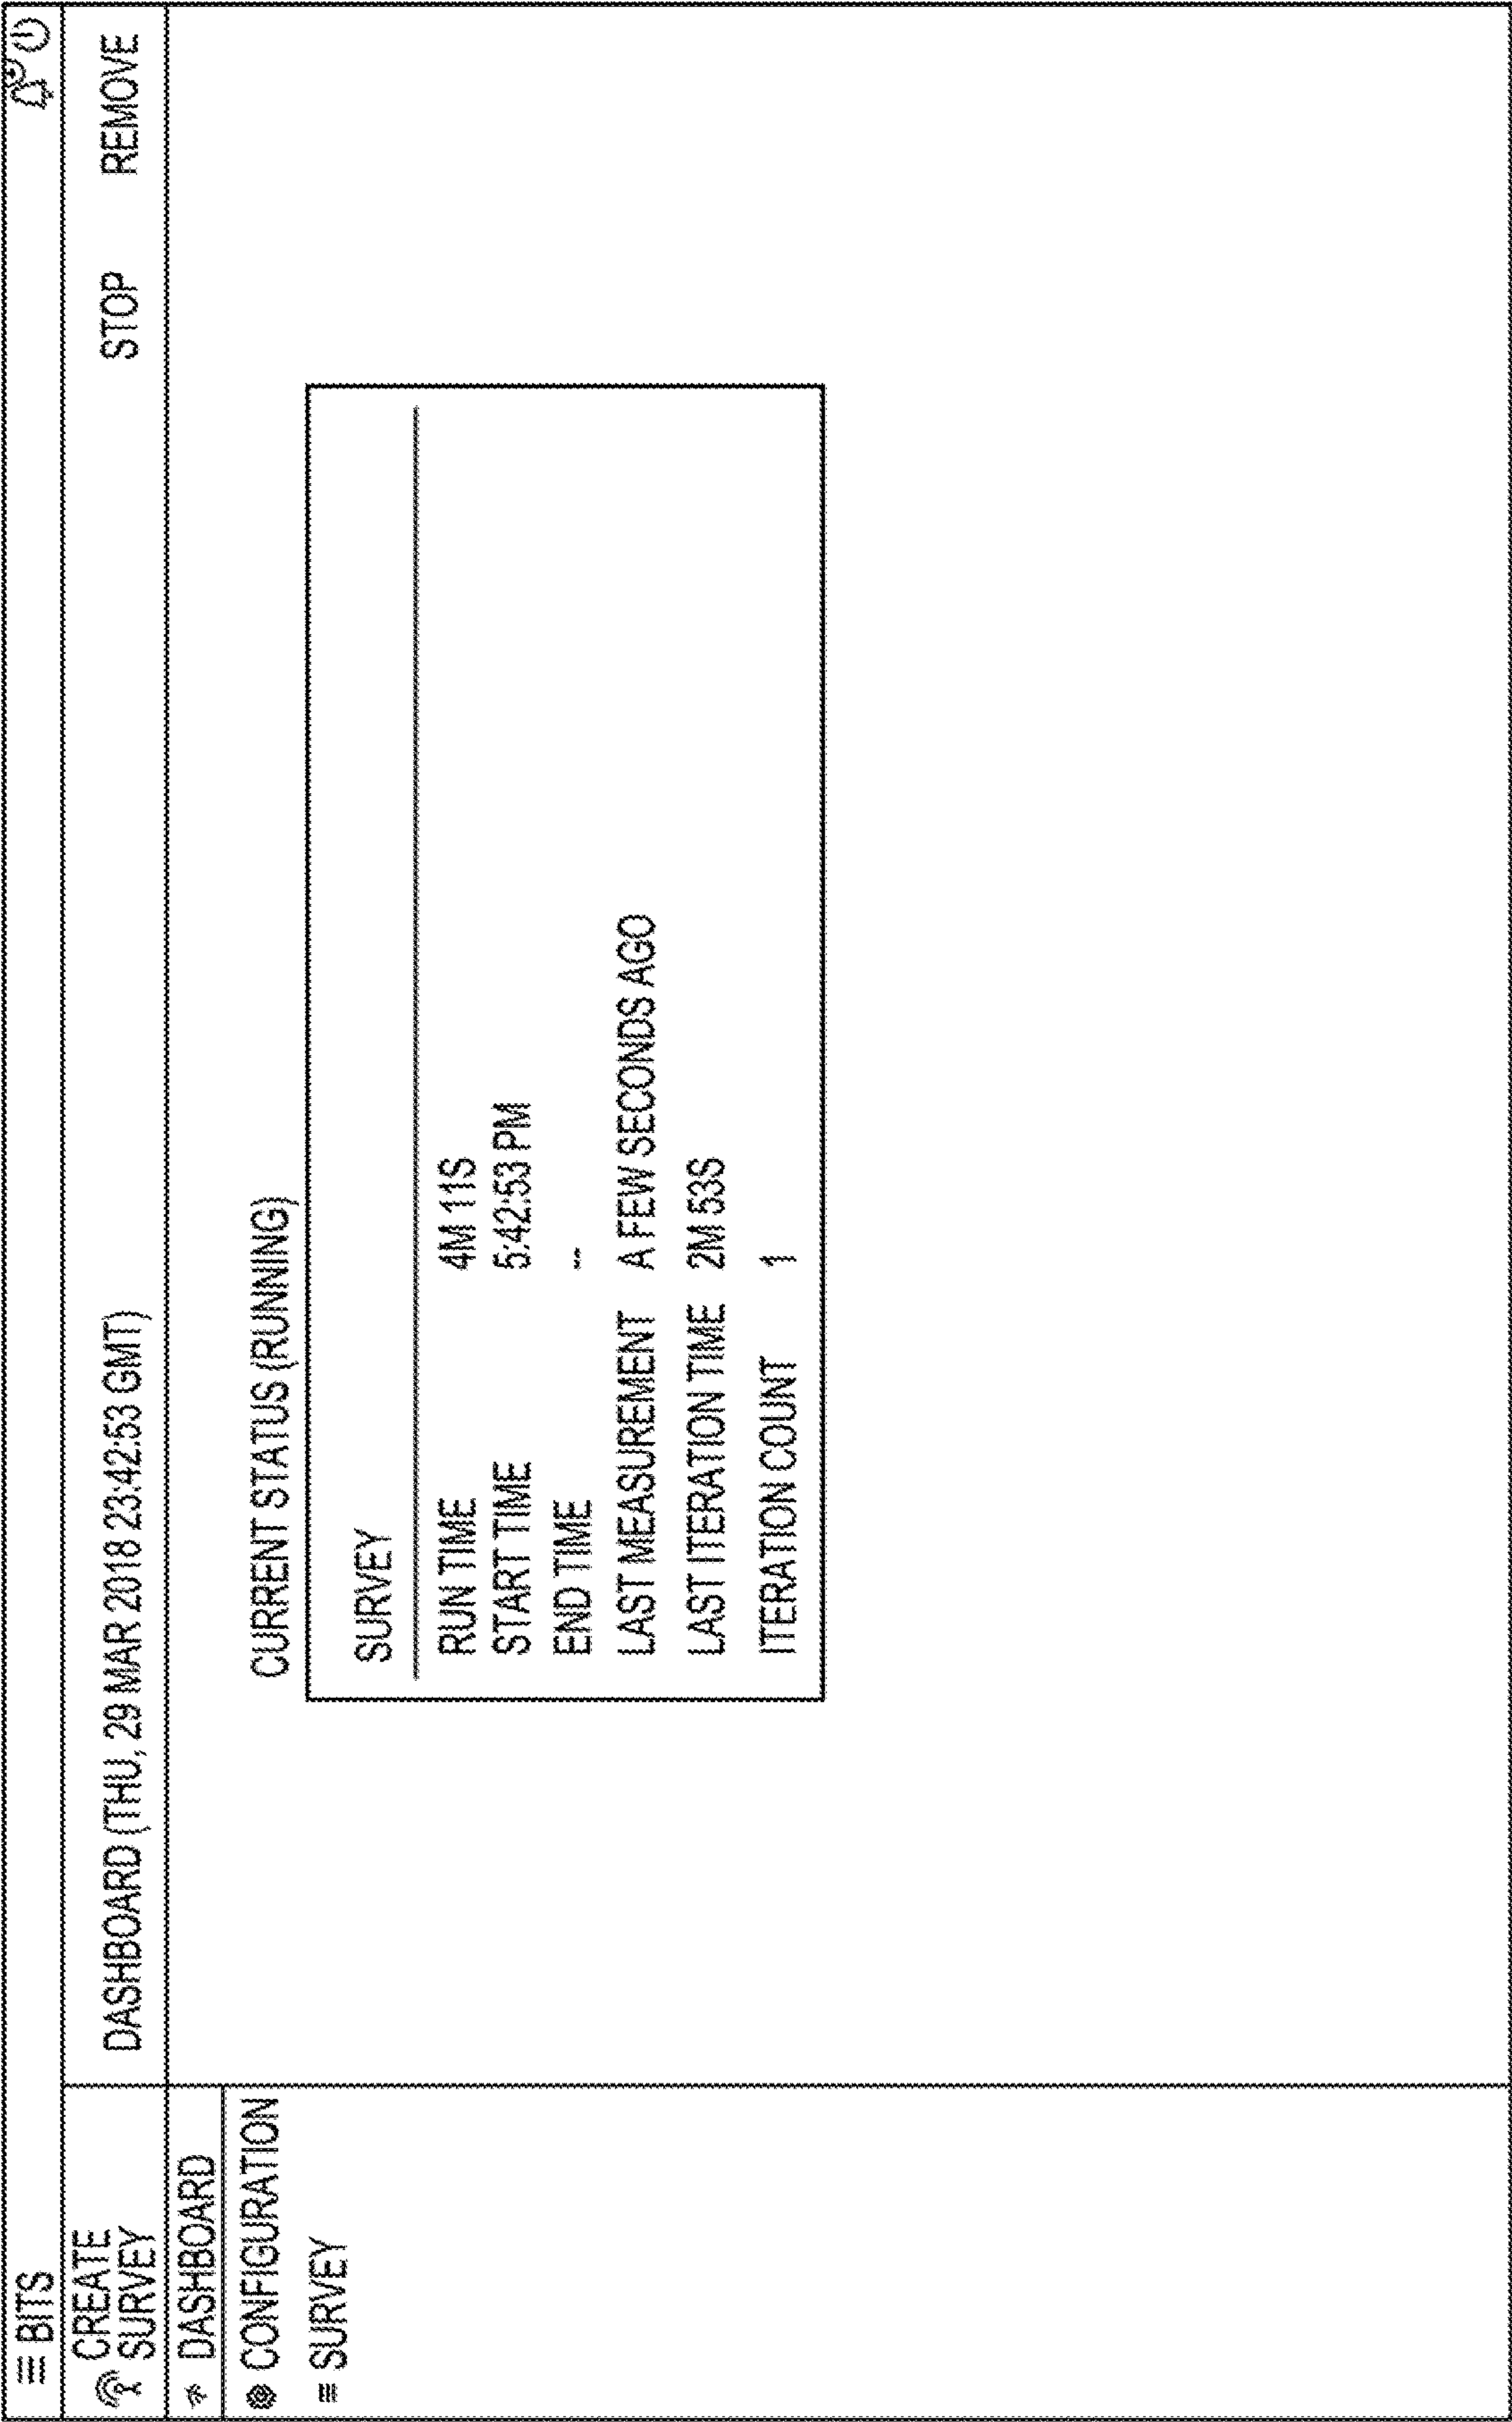 BITS
CREATE
SURVEY
DASHBOARD (THU, 29 MAR 2018 23:42:53 GMT)
STOP
REMOVE
DASHBOARD
CONFIGURATION
SURVEY
CURRENT STATUS (RUNNING)
SURVEY
RUN TIME 4M 11S
START TIME 5:42:53 PM
END TIME --
LAST MEASUREMENT A FEW SECONDS AGO
LAST ITERATION TIME 2M 53S
ITERATION COUNT 1